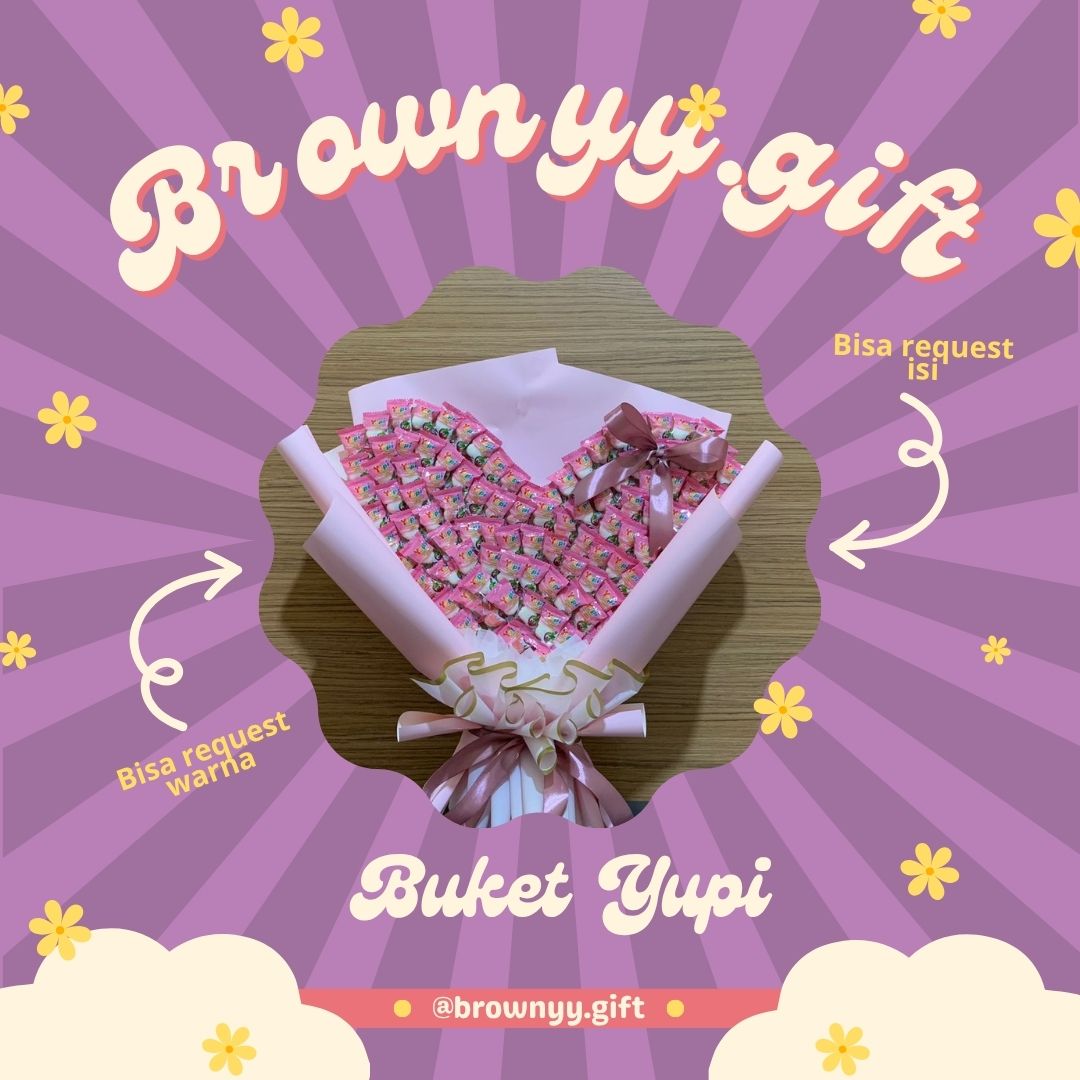 Brownyy.gift
Bisa request
isi
Bisa request
warna
Buket Yupi
@brownyy.gift